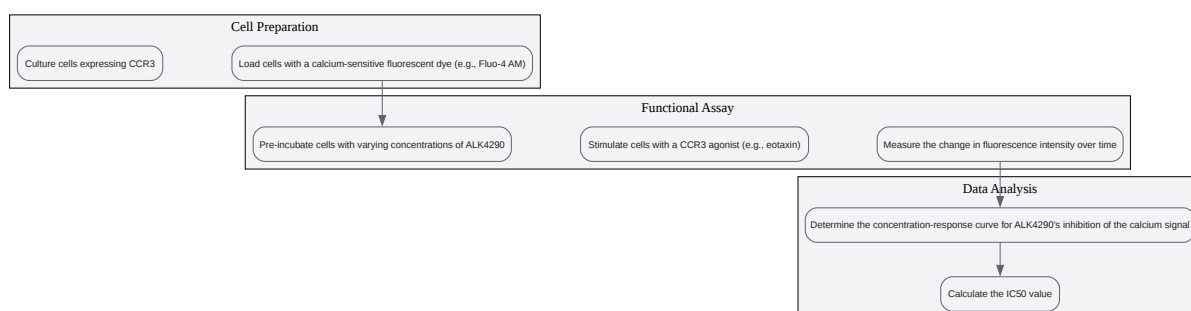 Cell Preparation
Culture cells expressing CCR3
Load cells with a calcium-sensitive fluorescent dye (e.g., Fluo-4 AM)
Functional Assay
Pre-incubate cells with varying concentrations of ALK4290
Stimulate cells with a CCR3 agonist (e.g., eotaxin)
Measure the change in fluorescence intensity over time
Data Analysis
Determine the concentration-response curve for ALK4290's inhibition of the calcium signal
Calculate the IC50 value